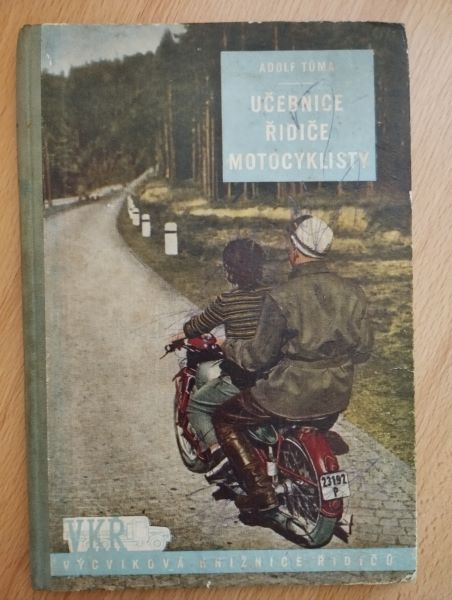 ADOLF TŮMA
UČEBNICE
ŘIDIČE
MOTOCYKLISTY
23192
P
VKR
VÝCVIKOVÁ KNIŽNICE ŘIDIČŮ